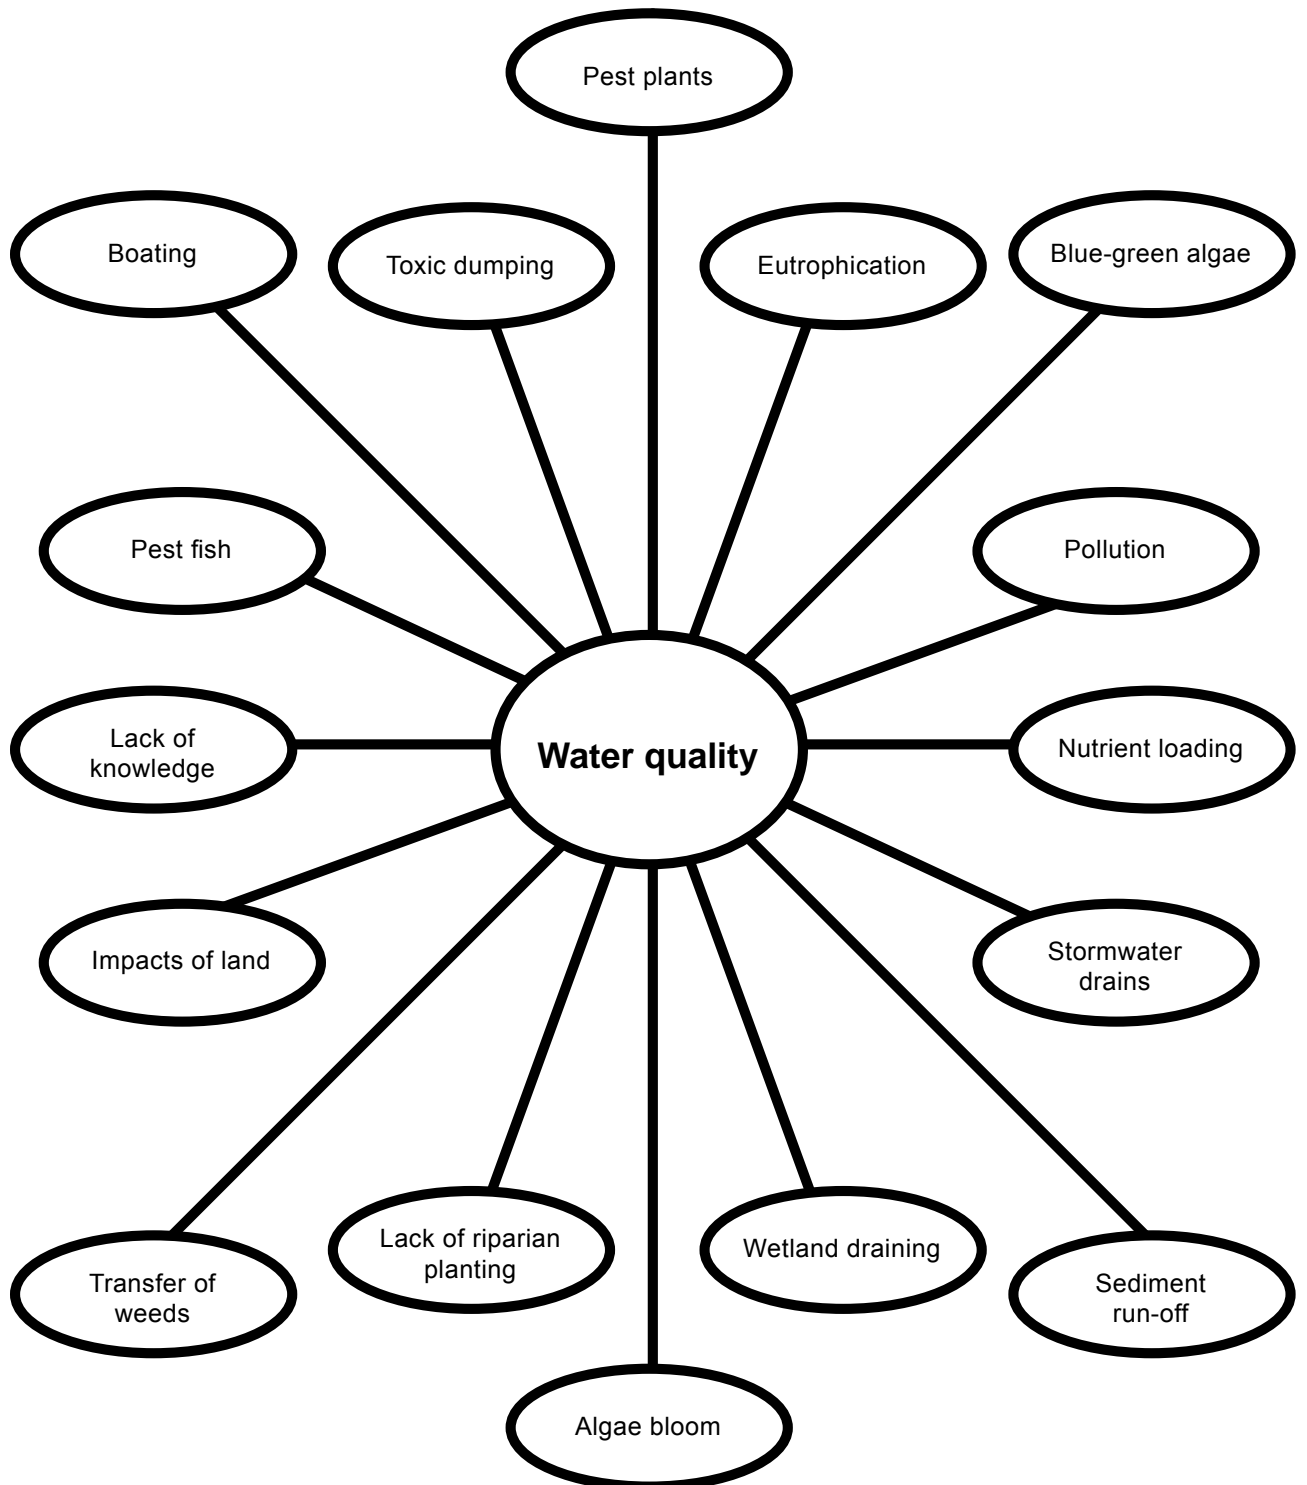 Pest plants
Boating
Toxic dumping
Eutrophication
Blue-green algae
Pest fish
Pollution
Lack of
knowledge
Water quality
Nutrient loading
Impacts of land
Stormwater
drains
Transfer of
weeds
Lack of riparian
planting
Wetland draining
Sediment
run-off
Algae bloom